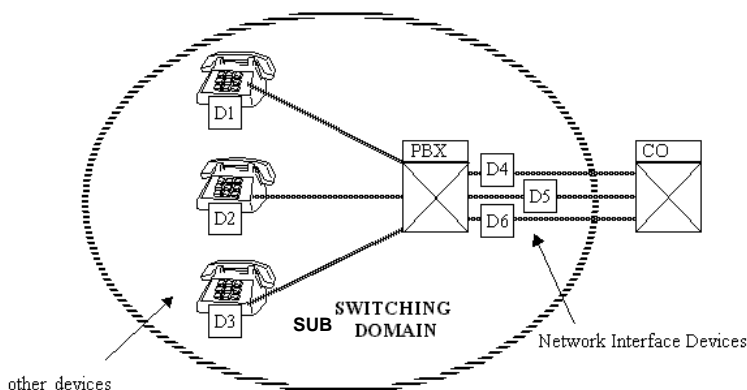 D1
PBX
CO
D4
D2
D5
D6
SUB SWITCHING
DOMAIN
D3
Network Interface Devices
other devices